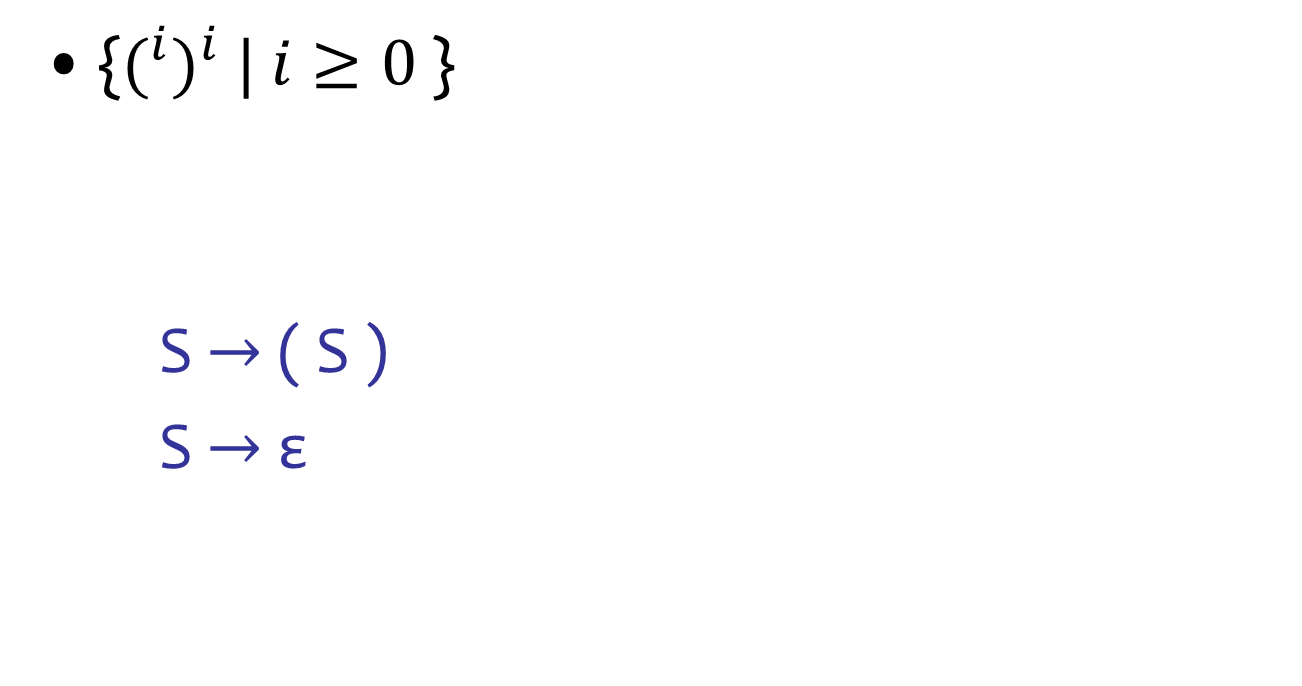 • {(ⁱ)ⁱ | i ≥ 0 }
S → ( S )
S → ε